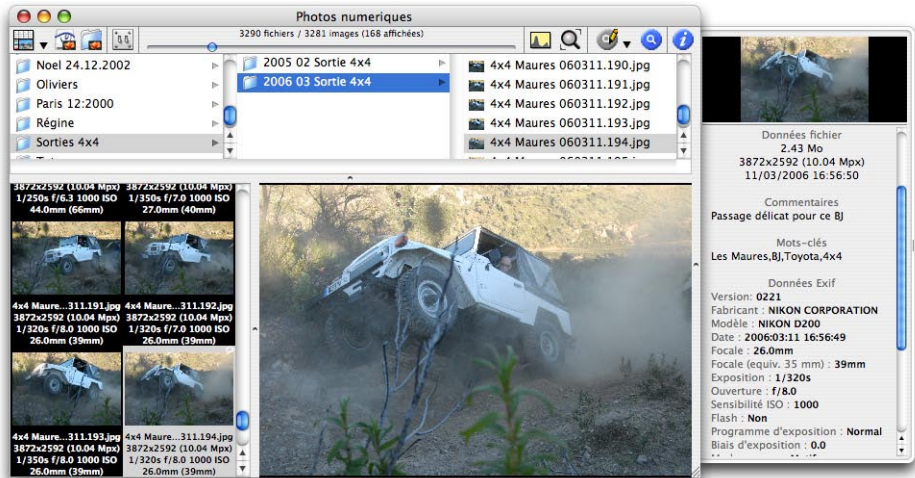 Photos numeriques
3290 fichiers / 3281 images (168 affichées)
Noel 24.12.2002
Oliviers
Paris 12:2000
Régine
Sorties 4x4
2005 02 Sortie 4x4
2006 03 Sortie 4x4
4x4 Maures 060311.190.jpg
4x4 Maures 060311.191.jpg
4x4 Maures 060311.192.jpg
4x4 Maures 060311.193.jpg
4x4 Maures 060311.194.jpg
3872x2592 (10.04 Mpx) 3872x2592 (10.04 Mpx)
1/250s f/6.3 1000 ISO 1/350s f/7.0 1000 ISO
44.0mm (66mm) 27.0mm (40mm)
4x4 Maure...311.191.jpg 4x4 Maure...311.192.jpg
3872x2592 (10.04 Mpx) 3872x2592 (10.04 Mpx)
1/320s f/8.0 1000 ISO 1/320s f/7.0 1000 ISO
26.0mm (39mm) 26.0mm (39mm)
4x4 Maure...311.193.jpg 4x4 Maure...311.194.jpg
3872x2592 (10.04 Mpx) 3872x2592 (10.04 Mpx)
1/350s f/8.0 1000 ISO 1/320s f/8.0 1000 ISO
26.0mm (39mm) 26.0mm (39mm)
Données fichier
2.43 Mo
3872x2592 (10.04 Mpx)
11/03/2006 16:56:50
Commentaires
Passage délicat pour ce BJ
Mots-clés
Les Maures,BJ,Toyota,4x4
Données Exif
Version: 0221
Fabricant : NIKON CORPORATION
Modèle : NIKON D200
Date : 2006:03:11 16:56:49
Focale : 26.0mm
Focale (equiv. 35 mm) : 39mm
Exposition : 1/320s
Ouverture : f/8.0
Sensibilité ISO : 1000
Flash : Non
Programme d'exposition : Normal
Biais d'exposition : 0.0